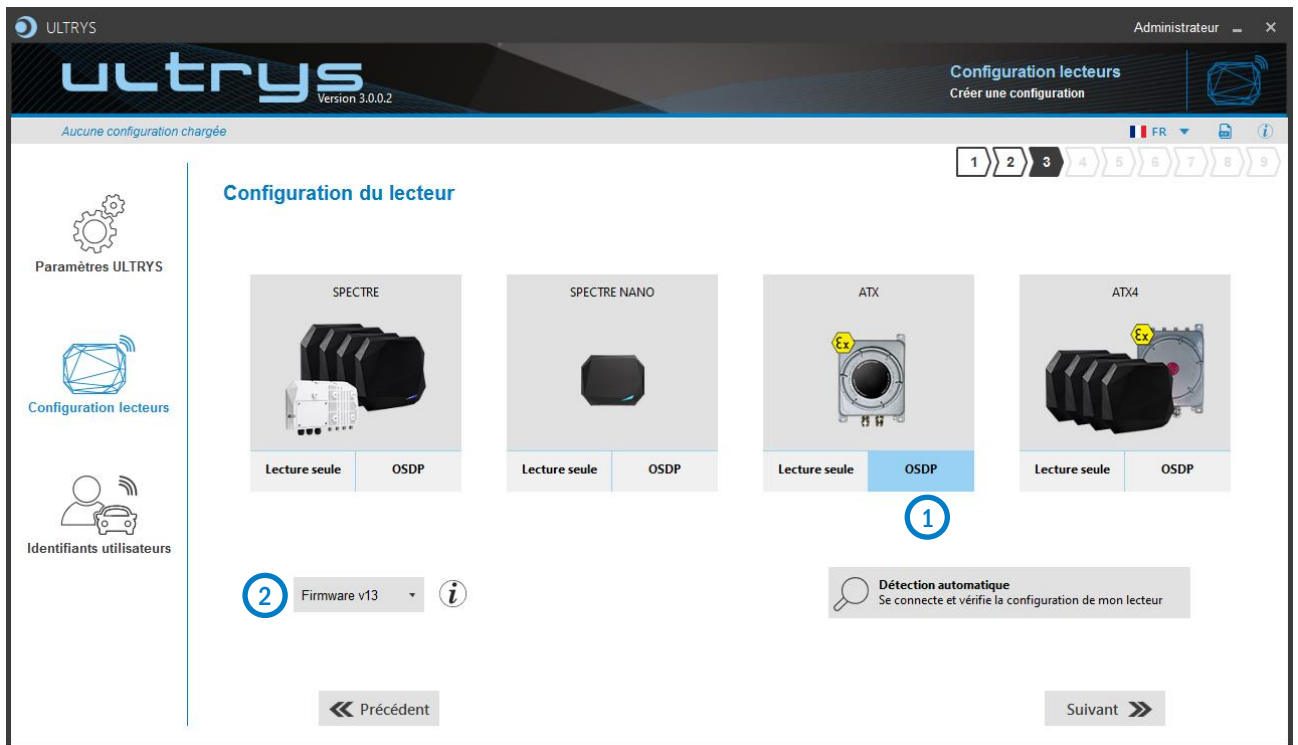 ULTRYS
Administrateur
ultrys
Version 3.0.0.2
Configuration lecteurs
Créer une configuration
Aucune configuration chargée
FR
i
1 2 3 4 5 6 7 8 9
Configuration du lecteur
Paramètres ULTRYS
Configuration lecteurs
Identifiants utilisateurs
SPECTRE
Lecture seule OSDP
SPECTRE NANO
Lecture seule OSDP
ATX
εx
Lecture seule OSDP
ATX4
εx
Lecture seule OSDP
1
2
Firmware v13
i
Détection automatique
Se connecte et vérifie la configuration de mon lecteur
Précédent
Suivant